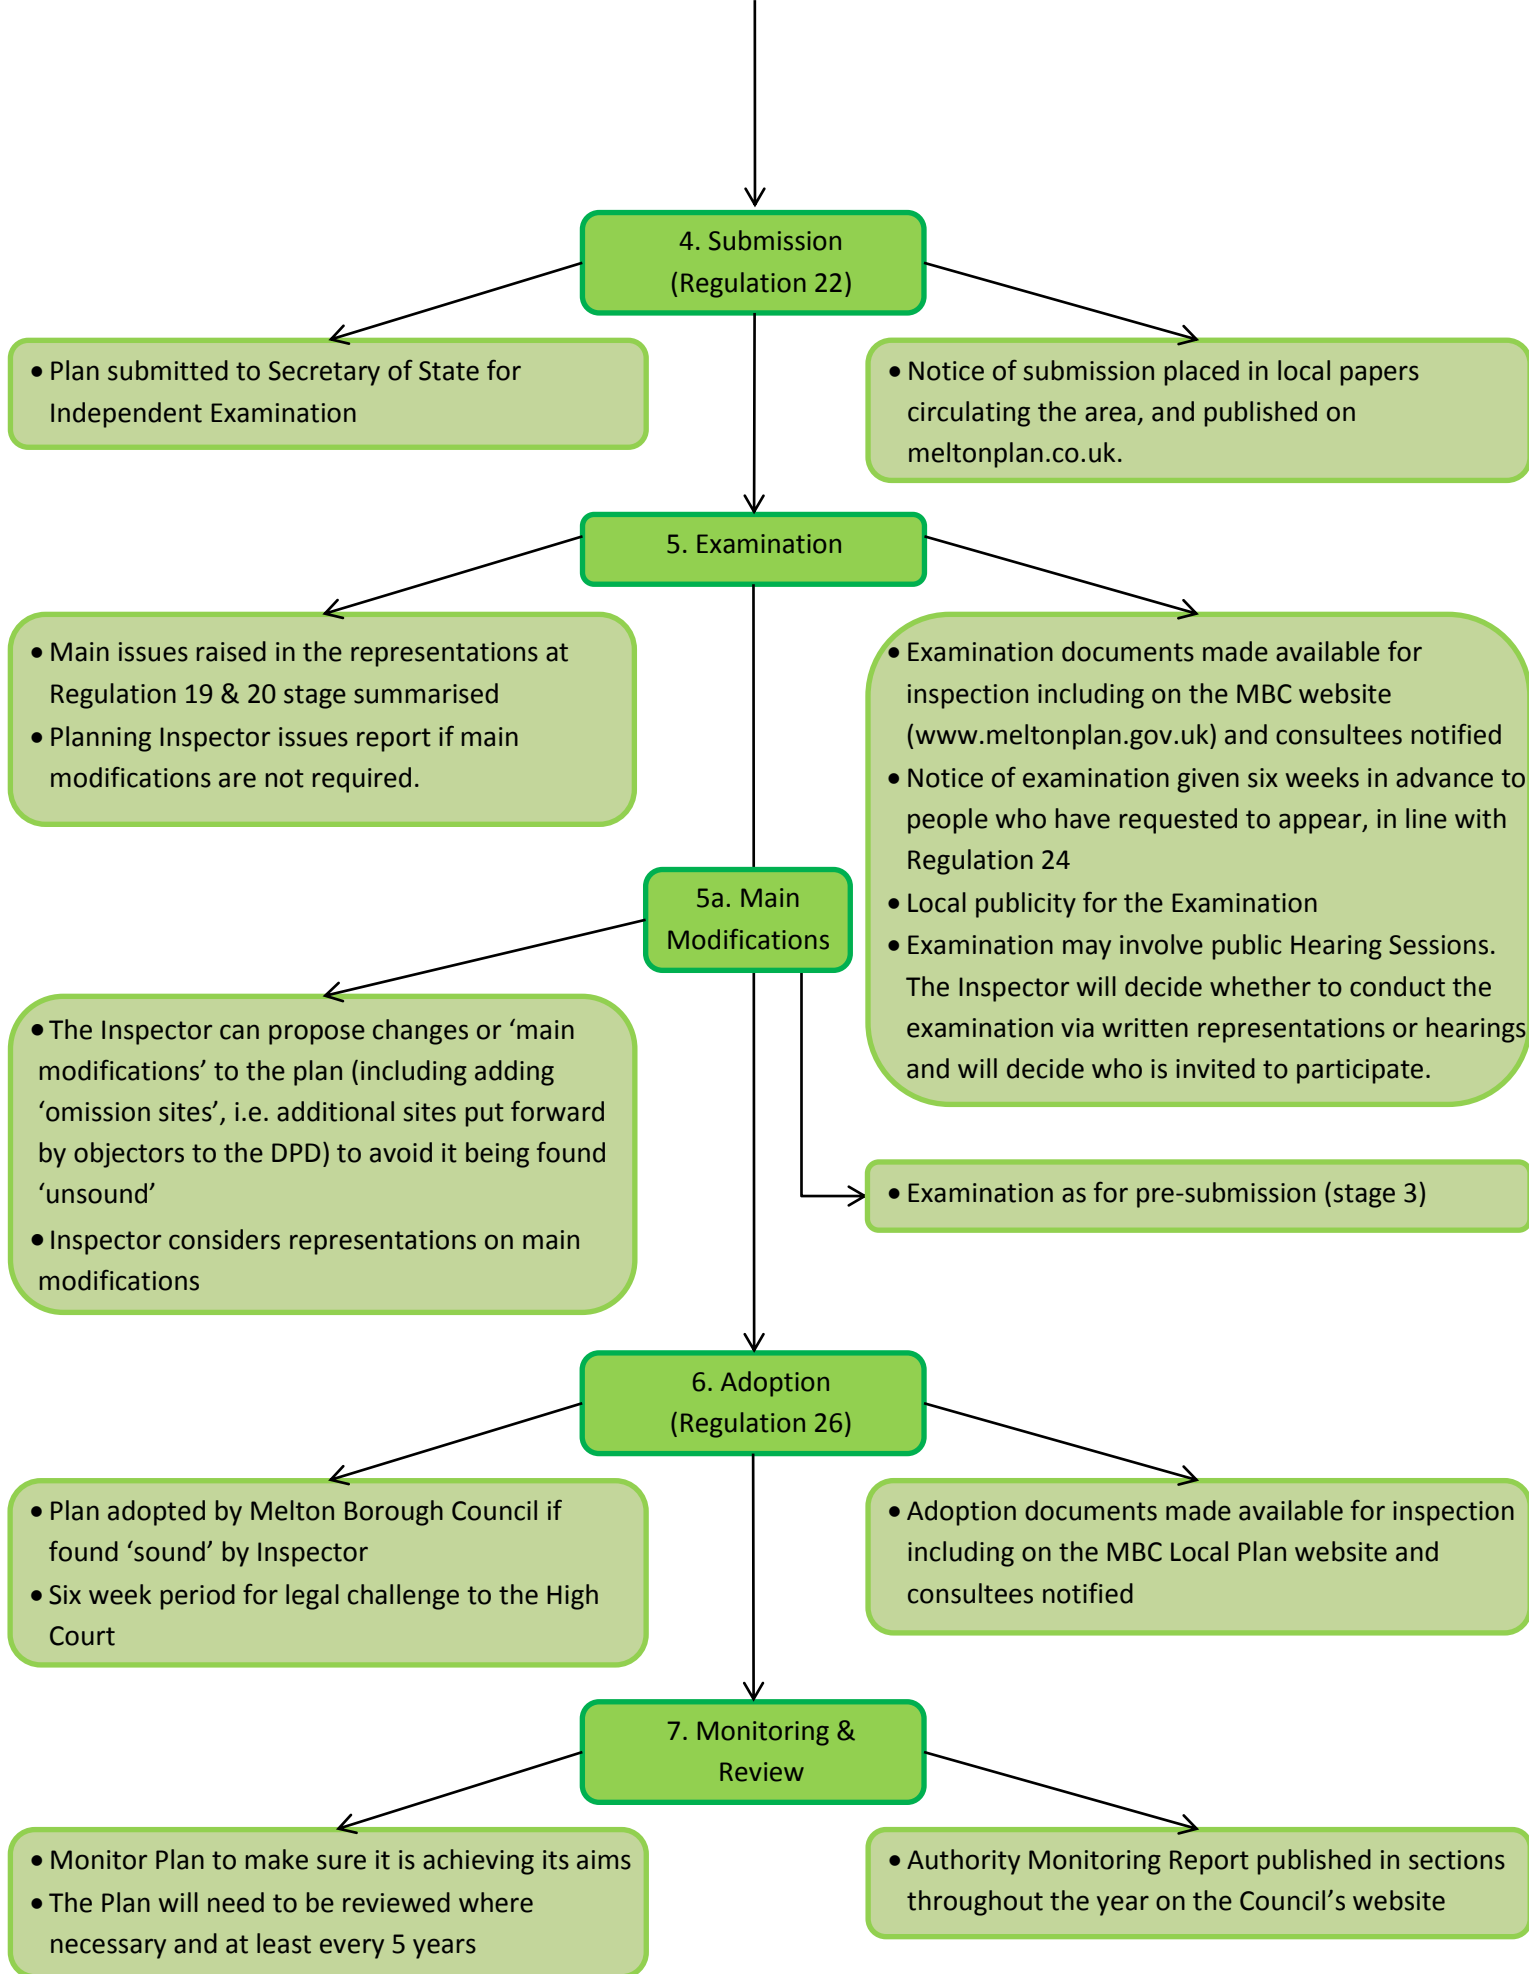 4. Submission
(Regulation 22)
• Plan submitted to Secretary of State for
Independent Examination
• Notice of submission placed in local papers
circulating the area, and published on
meltonplan.co.uk.
5. Examination
• Main issues raised in the representations at
Regulation 19 & 20 stage summarised
• Planning Inspector issues report if main
modifications are not required.
• Examination documents made available for
inspection including on the MBC website
(www.meltonplan.gov.uk) and consultees notified
• Notice of examination given six weeks in advance to
people who have requested to appear, in line with
Regulation 24
• Local publicity for the Examination
• Examination may involve public Hearing Sessions.
The Inspector will decide whether to conduct the
examination via written representations or hearings
and will decide who is invited to participate.
5a. Main
Modifications
• The Inspector can propose changes or ‘main
modifications’ to the plan (including adding
‘omission sites’, i.e. additional sites put forward
by objectors to the DPD) to avoid it being found
‘unsound’
• Inspector considers representations on main
modifications
• Examination as for pre-submission (stage 3)
6. Adoption
(Regulation 26)
• Plan adopted by Melton Borough Council if
found ‘sound’ by Inspector
• Six week period for legal challenge to the High
Court
• Adoption documents made available for inspection
including on the MBC Local Plan website and
consultees notified
7. Monitoring &
Review
• Monitor Plan to make sure it is achieving its aims
• The Plan will need to be reviewed where
necessary and at least every 5 years
• Authority Monitoring Report published in sections
throughout the year on the Council’s website